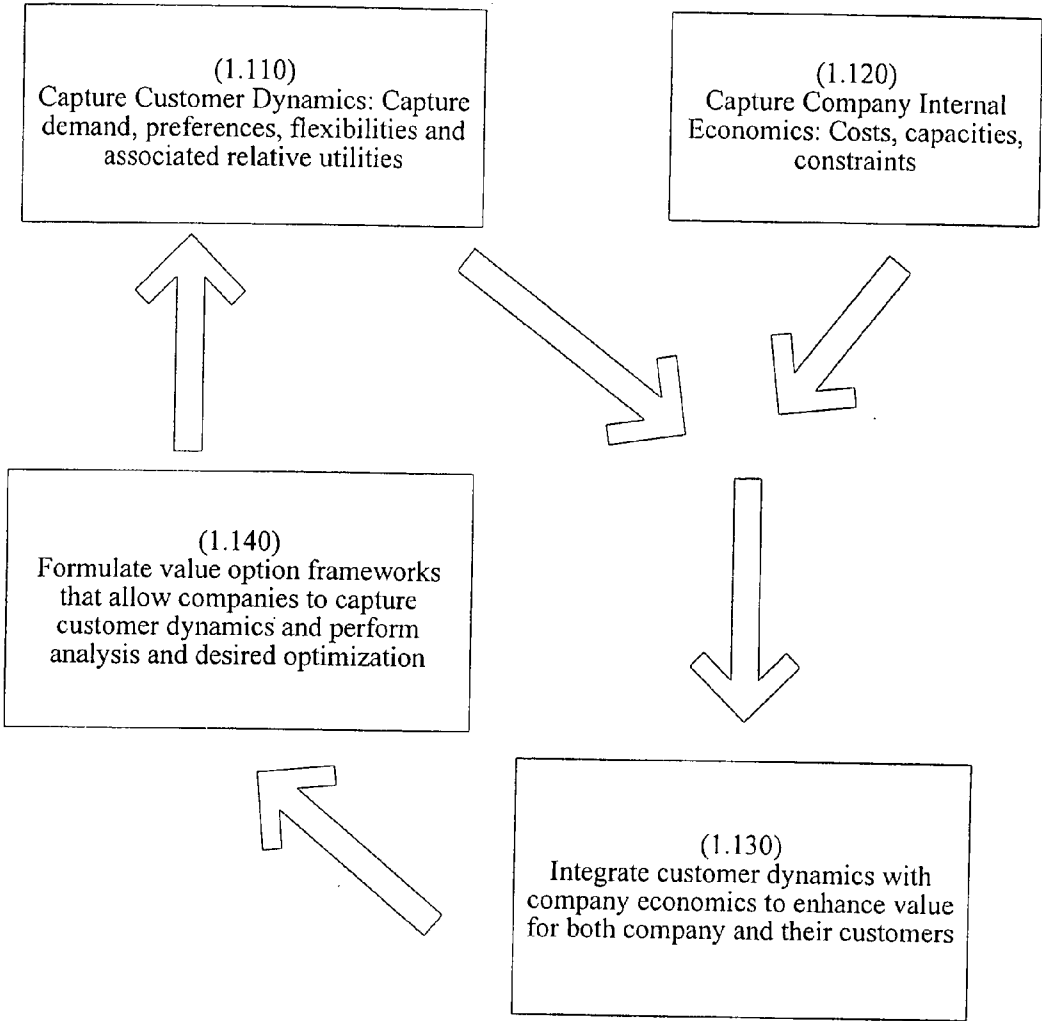 (1.110)
Capture Customer Dynamics: Capture
demand, preferences, flexibilities and
associated relative utilities
(1.120)
Capture Company Internal
Economics: Costs, capacities,
constraints
(1.140)
Formulate value option frameworks
that allow companies to capture
customer dynamics and perform
analysis and desired optimization
(1.130)
Integrate customer dynamics with
company economics to enhance value
for both company and their customers